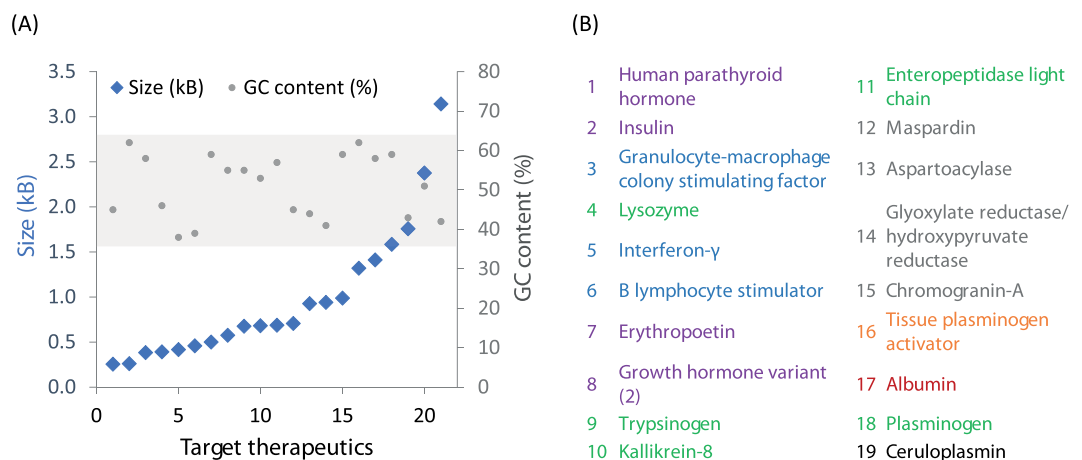 (A)
3.5
3.0
2.5
2.0
1.5
1.0
0.5
0.0
Size (kB)
Size (kB)
GC content (%)
80
70
60
50
40
30
20
10
0
GC content (%)
0
5
10
15
20
Target therapeutics
(B)
1 Human parathyroid
hormone
2 Insulin
3 Granulocyte-macrophage
colony stimulating factor
4 Lysozyme
5 Interferon-γ
6 B lymphocyte stimulator
7 Erythropoetin
8 Growth hormone variant
(2)
9 Trypsinogen
10 Kallikrein-8
11 Enteropeptidase light
chain
12 Maspardin
13 Aspartoacylase
14 Glyoxylate reductase/
hydroxypyruvate
reductase
15 Chromogranin-A
16 Tissue plasminogen
activator
17 Albumin
18 Plasminogen
19 Ceruloplasmin